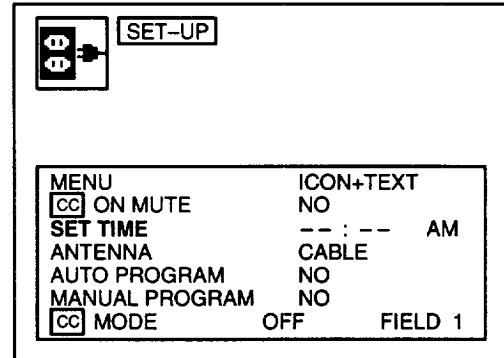 SET-UP
MENU ICON+TEXT
CC ON MUTE NO
SET TIME -- : -- AM
ANTENNA CABLE
AUTO PROGRAM NO
MANUAL PROGRAM NO
CC MODE OFF FIELD 1